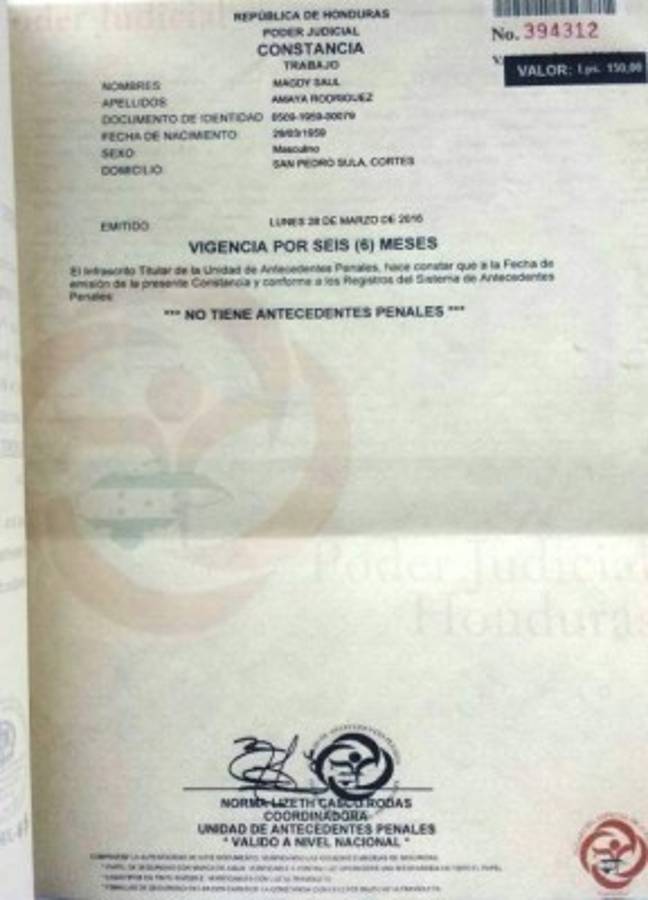 REPÚBLICA DE HONDURAS
PODER JUDICIAL
CONSTANCIA
TRABAJO
No. 394312
VALOR: Lps. 150,00
NOMBRES MAGDY SAUL
APELLIDOS AMAYA RODRIGUEZ
DOCUMENTO DE IDENTIDAD 0509-1959-00079
FECHA DE NACIMIENTO 29/03/1959
SEXO Masculino
DOMICILIO SAN PEDRO SULA, CORTES
EMITIDO LUNES 28 DE MARZO DE 2016
VIGENCIA POR SEIS (6) MESES
El Infrascrito Titular de la Unidad de Antecedentes Penales, hace constar que a la Fecha de
emisión de la presente Constancia y conforme a los Registros del Sistema de Antecedentes
Penales:
*** NO TIENE ANTECEDENTES PENALES ***
Poder Judicial
Honduras
NORMA LIZETH CASCO RODAS
COORDINADORA
UNIDAD DE ANTECEDENTES PENALES
* VALIDO A NIVEL NACIONAL *